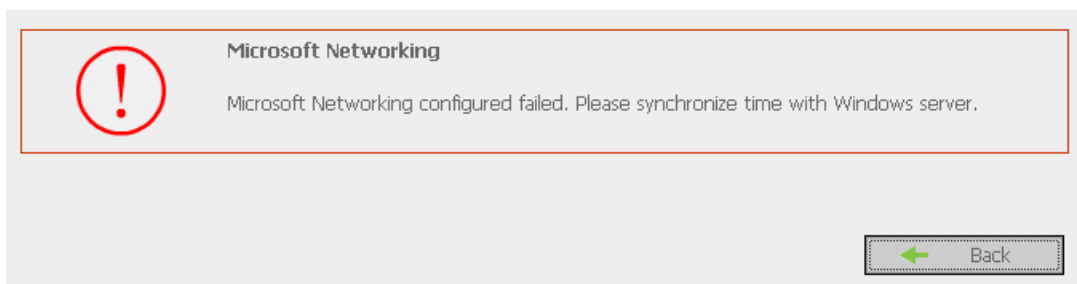 Microsoft Networking
Microsoft Networking configured failed. Please synchronize time with Windows server.
Back